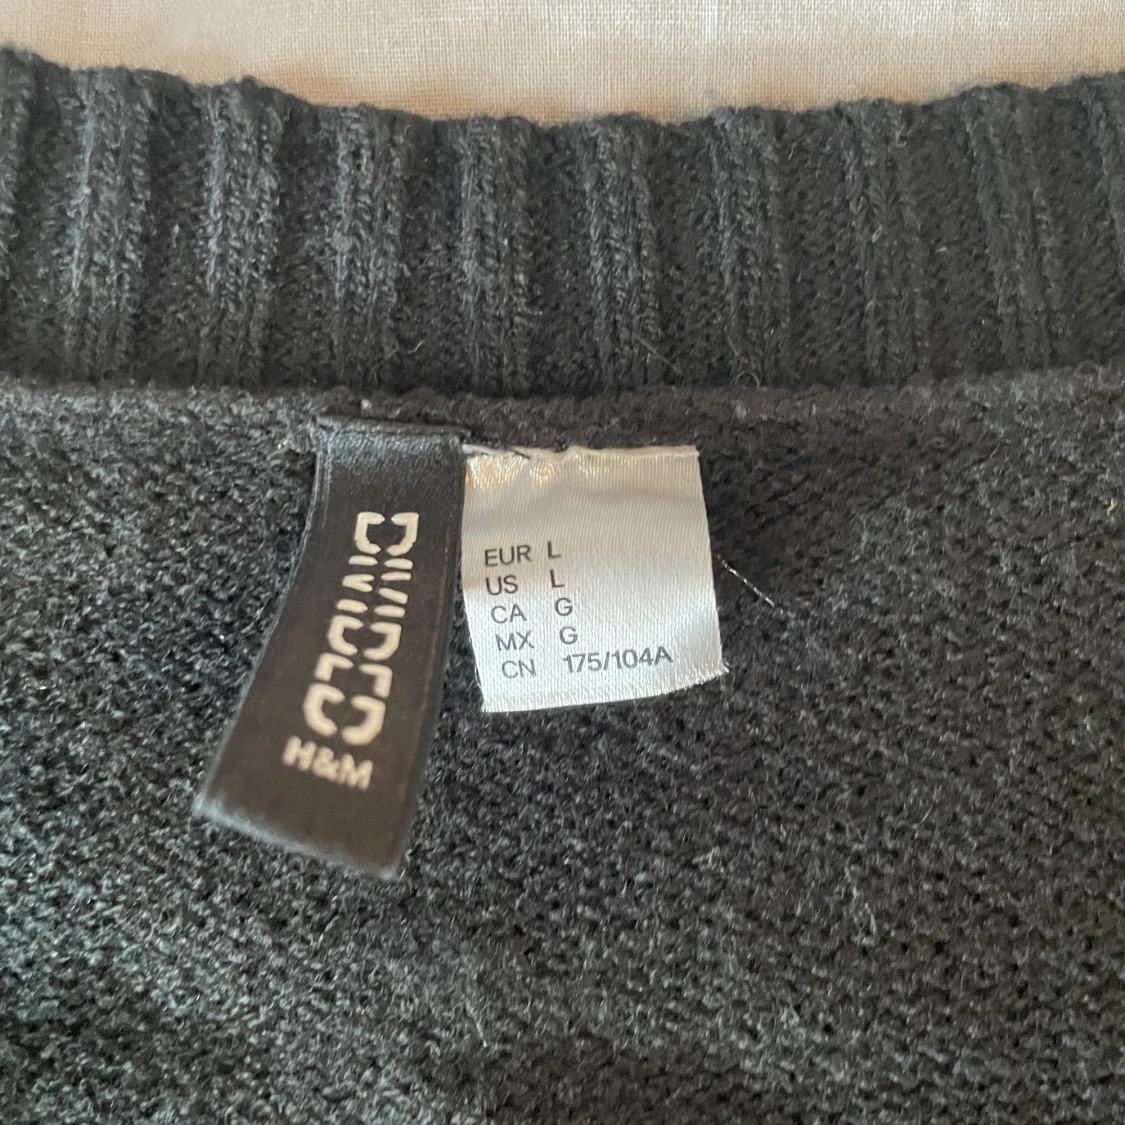 DIVIDED
H&M
EUR L
US L
CA G
MX G
CN 175/104A